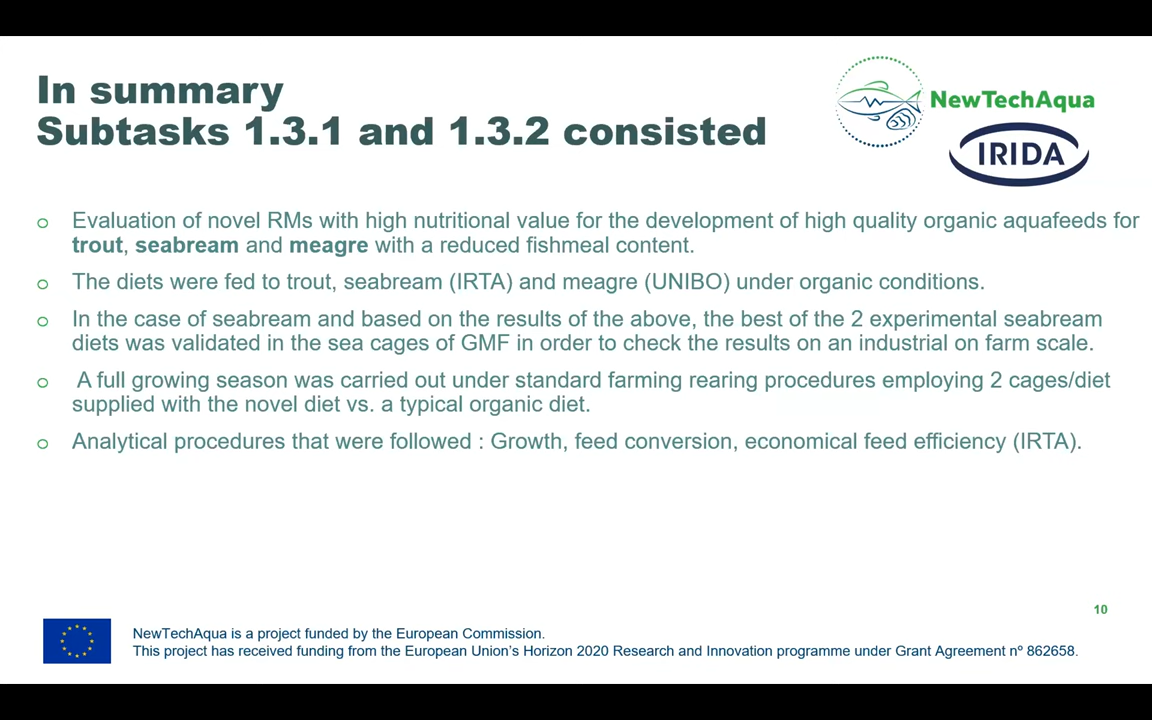 In summary
Subtasks 1.3.1 and 1.3.2 consisted
NewTechAqua
IRIDA
o Evaluation of novel RMs with high nutritional value for the development of high quality organic aquafeeds for
trout, seabream and meagre with a reduced fishmeal content.
o The diets were fed to trout, seabream (IRTA) and meagre (UNIBO) under organic conditions.
o In the case of seabream and based on the results of the above, the best of the 2 experimental seabream
diets was validated in the sea cages of GMF in order to check the results on an industrial on farm scale.
o A full growing season was carried out under standard farming rearing procedures employing 2 cages/diet
supplied with the novel diet vs. a typical organic diet.
o Analytical procedures that were followed : Growth, feed conversion, economical feed efficiency (IRTA).
10
NewTechAqua is a project funded by the European Commission.
This project has received funding from the European Union's Horizon 2020 Research and Innovation programme under Grant Agreement nº 862658.